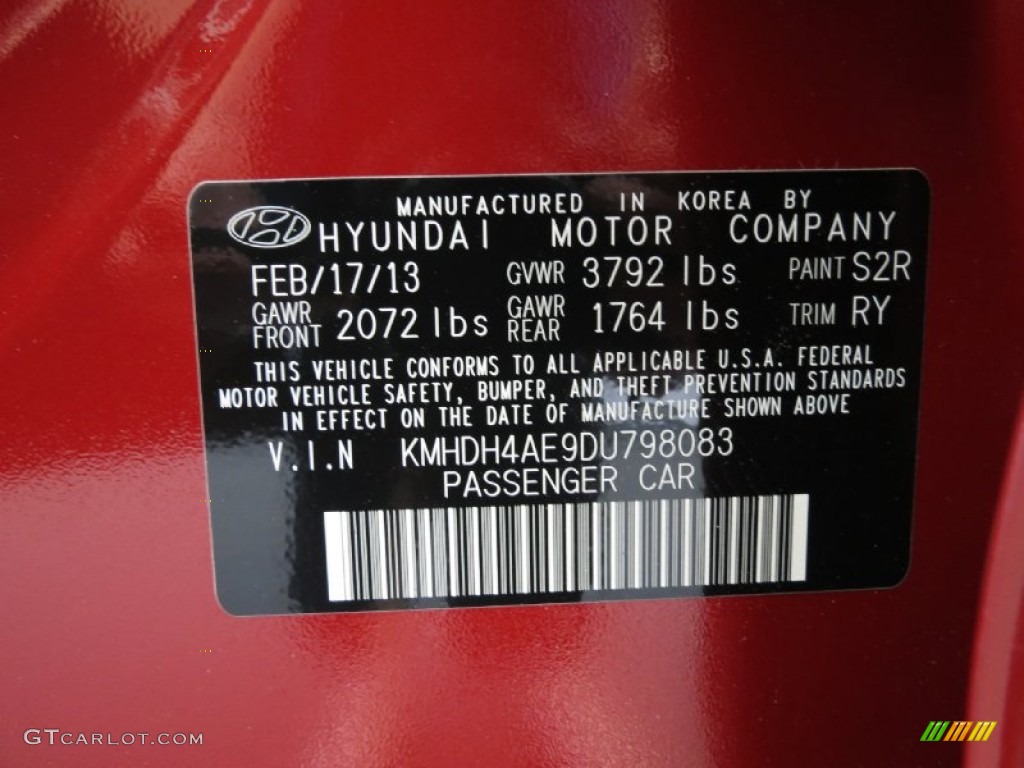 MANUFACTURED IN KOREA BY
HYUNDAI MOTOR COMPANY
FEB/17/13 GVWR 3792 lbs PAINT S2R
GAWR FRONT 2072 lbs GAWR REAR 1764 lbs TRIM RY
THIS VEHICLE CONFORMS TO ALL APPLICABLE U.S.A. FEDERAL
MOTOR VEHICLE SAFETY, BUMPER, AND THEFT PREVENTION STANDARDS
IN EFFECT ON THE DATE OF MANUFACTURE SHOWN ABOVE
V.I.N KMHDH4AE9DU798083
PASSENGER CAR
GTCARLOT.COM